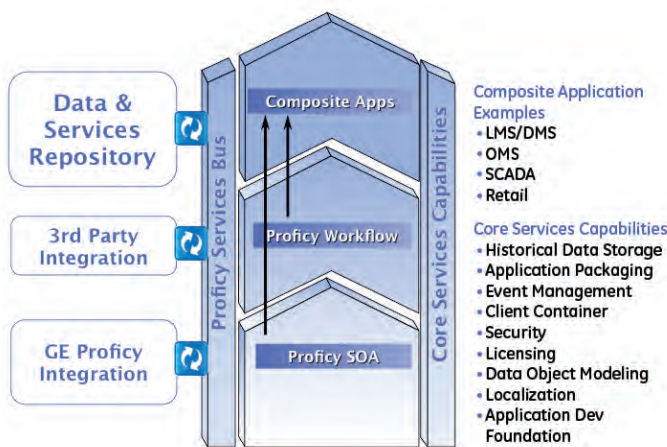 Data &
Services
Repository
3rd Party
Integration
GE Proficy
Integration
Proficy Services Bus
Composite Apps
Proficy Workflow
Proficy SOA
Core Services Capabilities
Composite Application
Examples
• LMS/DMS
• OMS
• SCADA
• Retail
Core Services Capabilities
• Historical Data Storage
• Application Packaging
• Event Management
• Client Container
• Security
• Licensing
• Data Object Modeling
• Localization
• Application Dev
Foundation